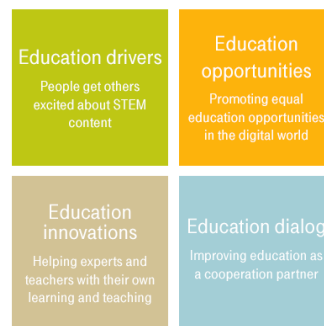 Education drivers
People get others
excited about STEM
content
Education
opportunities
Promoting equal
education opportunities
in the digital world
Education
innovations
Helping experts and
teachers with their own
learning and teaching
Education dialog
Improving education as
a cooperation partner